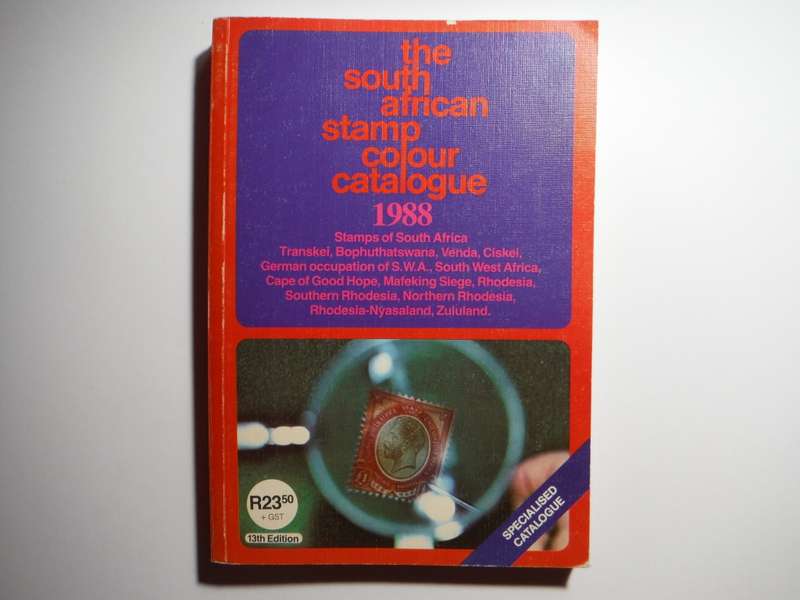 the
south
african
stamp
colour
catalogue
1988
Stamps of South Africa
Transkei, Bophuthatswana, Venda, Ciskei,
German occupation of S.W.A., South West Africa,
Cape of Good Hope, Mafeking Siege, Rhodesia,
Southern Rhodesia, Northern Rhodesia,
Rhodesia-Nyasaland, Zululand.
R2350
+ GST
13th Edition
SPECIALISED
CATALOGUE